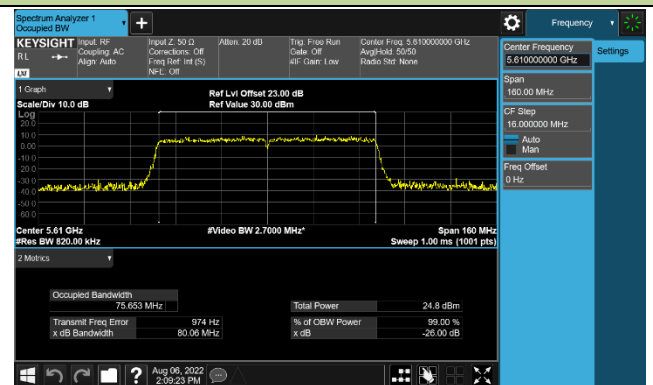 Spectrum Analyzer 1
Occupied BW
Frequency
KEYSIGHT
RL
LXI
Input: RF
Coupling: AC
Align: Auto
Input Z: 50 Ω
Corrections: Off
Freq Ref: Int (S)
NFE: Off
Atten: 20 dB
Trig: Free Run
Gate: Off
#IF Gain: Low
Center Freq: 5.610000000 GHz
Avg|Hold: 50/50
Radio Std: None
Center Frequency
5.610000000 GHz
Settings
Span
160.00 MHz
CF Step
16.000000 MHz
Auto
Man
Freq Offset
0 Hz
1 Graph
Scale/Div 10.0 dB
Ref Lvl Offset 23.00 dB
Ref Value 30.00 dBm
Log
20.0
10.0
0.00
-10.0
-20.0
-30.0
-40.0
-50.0
-60.0
Center 5.61 GHz
#Video BW 2.7000 MHz*
Span 160 MHz
#Res BW 820.00 kHz
Sweep 1.00 ms (1001 pts)
2 Metrics
Occupied Bandwidth
75.653 MHz
Total Power
24.8 dBm
Transmit Freq Error
974 Hz
% of OBW Power
99.00 %
x dB Bandwidth
80.06 MHz
x dB
-26.00 dB
?
Aug 06, 2022
2:09:23 PM